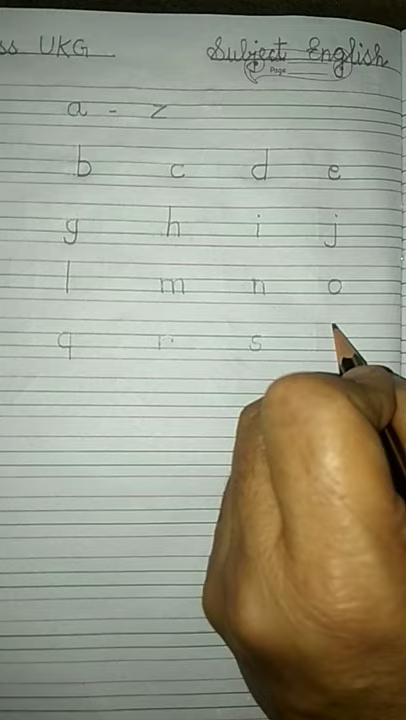 ss UKG Subject English
Page
a - z
b c d e
g h i j
l m n o
q r s